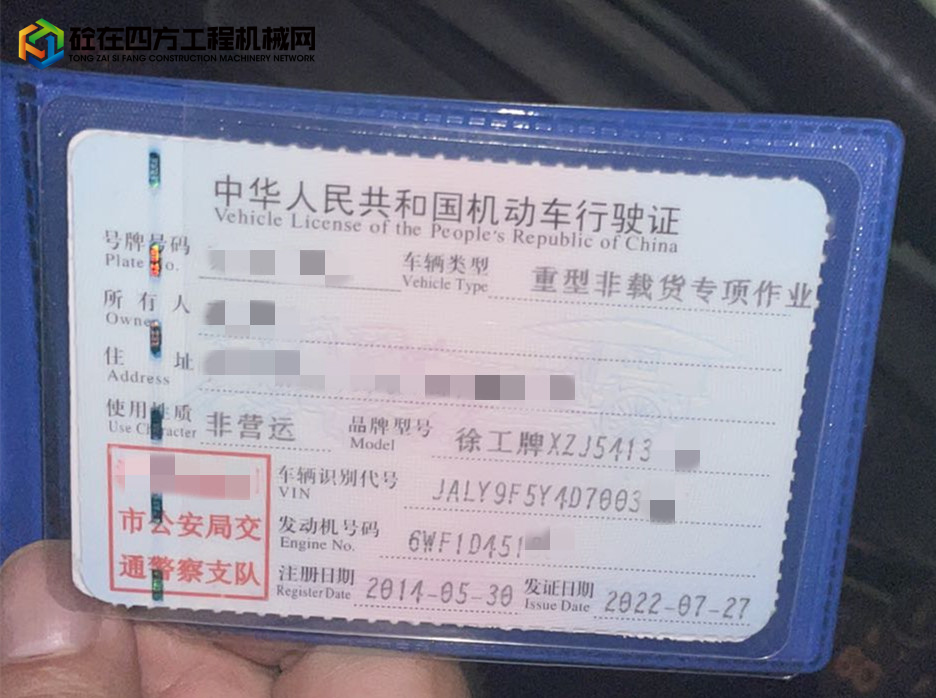 砼在四方工程机械网
TONG ZAI SI FANG CONSTRUCTION MACHINERY NETWORK
中华人民共和国机动车行驶证
Vehicle License of the People's Republic of China
号牌号码
Plate No.
车辆类型 重型非载货专项作业
Vehicle Type
所有人
Owner
住址
Address
使用性质 非营运 品牌型号 徐工牌XZJ5413
Use Character Model
车辆识别代号 JALY9F5Y4D7003
VIN
市公安局交
通警察支队
发动机号码 6WF1D451
Engine No.
注册日期 2014-05-30 发证日期 2022-07-27
Register Date Issue Date